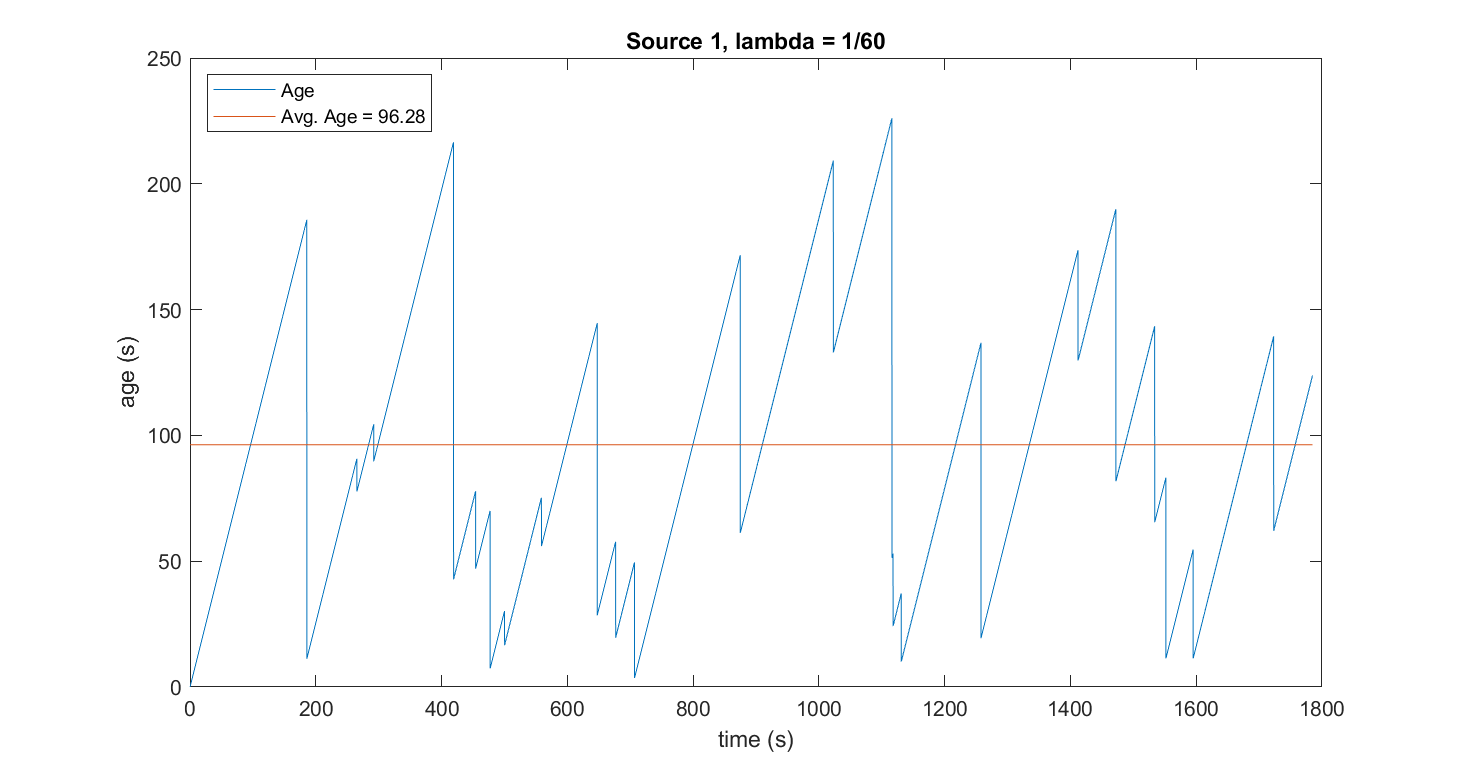 Source 1, lambda = 1/60
250
200
150
100
50
0
age (s)
Age
Avg. Age = 96.28
0 200 400 600 800 1000 1200 1400 1600 1800
time (s)